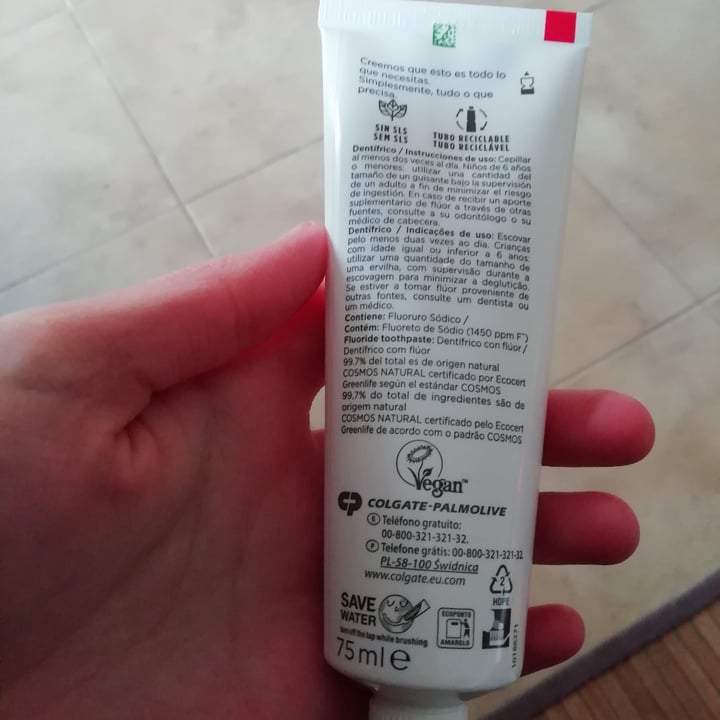 Creemos que esto es todo lo
que necesitas.
Simplesmente, tudo o que
precisa.
SIN SLS
SEM SLS
TUBO RECICLABLE
TUBO RECICLÁVEL
Dentífrico / Instrucciones de uso: Cepillar
al menos dos veces al día. Niños de 6 años
o menores: utilizar una cantidad del
tamaño de un guisante bajo la supervisión
de un adulto a fin de minimizar el riesgo
de ingestión. En caso de recibir un aporte
suplementario de flúor a través de otras
fuentes, consulte a su odontólogo o su
médico de cabecera.
Dentífrico / Indicações de uso: Escovar
pelo menos duas vezes ao dia. Crianças
com idade igual ou inferior a 6 anos:
utilizar uma quantidade do tamanho de
uma ervilha, com supervisão durante a
escovagem para minimizar a deglutição.
Se estiver a tomar flúor proveniente de
outras fontes, consulte um dentista ou
um médico.
Contiene: Fluoruro Sódico /
Contém: Fluoreto de Sódio (1450 ppm F⁻)
Fluoride toothpaste: Dentífrico con flúor /
Dentífrico com flúor
99.7% del total es de origen natural
COSMOS NATURAL certificado por Ecocert
Greenlife según el estándar COSMOS
99,7% do total de ingredientes são de
origem natural
COSMOS NATURAL certificado pelo Ecocert
Greenlife de acordo com o padrão COSMOS
Vegan™
CP COLGATE-PALMOLIVE
E Teléfono gratuito:
00-800-321-321-32.
P Telefone grátis: 00-800-321-321-32
PL-58-100 Świdnica
www.colgate.eu.com
2
HDPE
SAVE
WATER
turn off the tap while brushing
ECOPONTO
AMARELO
75 ml e
10168271